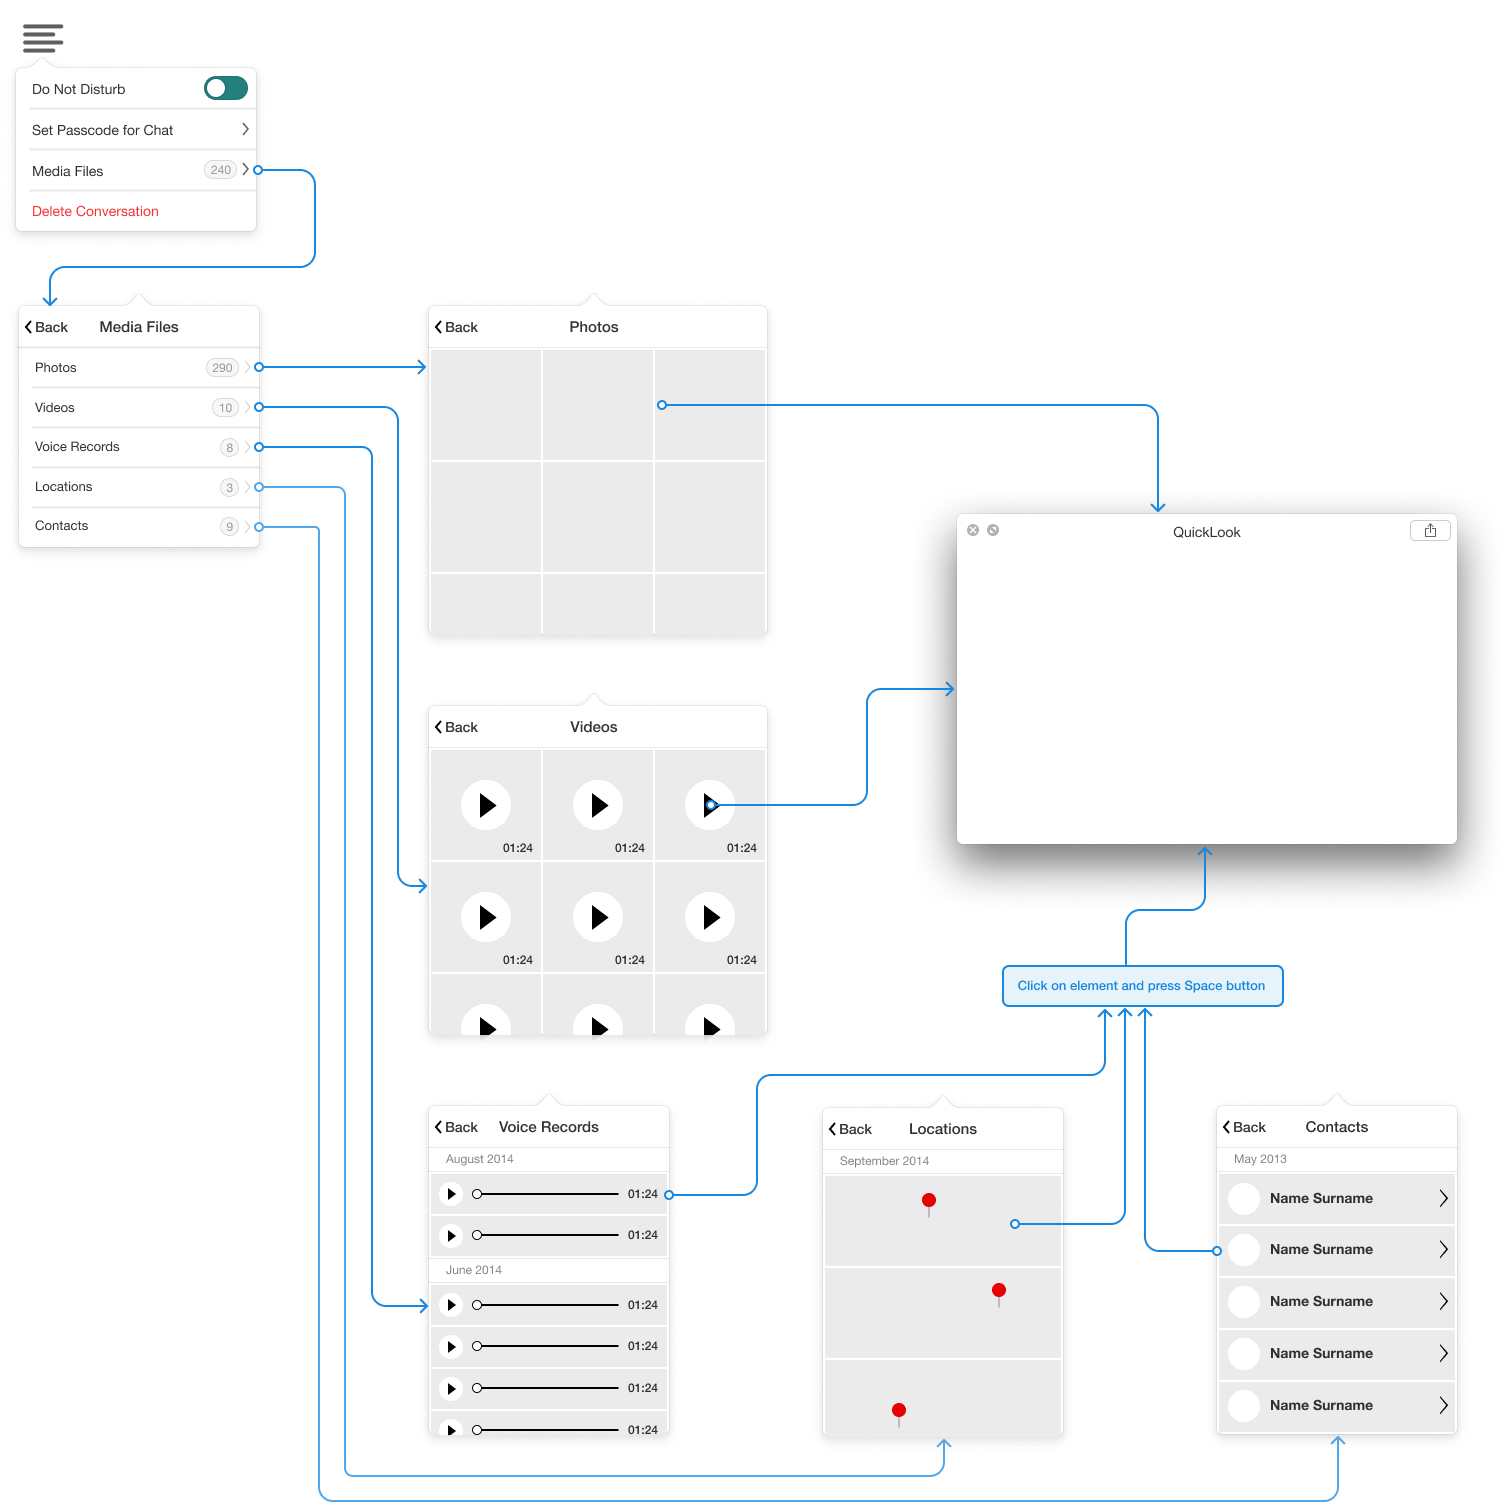 Do Not Disturb
Set Passcode for Chat
Media Files 240
Delete Conversation
Back Media Files
Photos 290
Videos 10
Voice Records 8
Locations 3
Contacts 9
Back Photos
QuickLook
Back Videos
01:24 01:24 01:24
01:24 01:24 01:24
Click on element and press Space button
Back Voice Records
August 2014
01:24
01:24
June 2014
01:24
01:24
01:24
01:24
Back Locations
September 2014
Back Contacts
May 2013
Name Surname
Name Surname
Name Surname
Name Surname
Name Surname